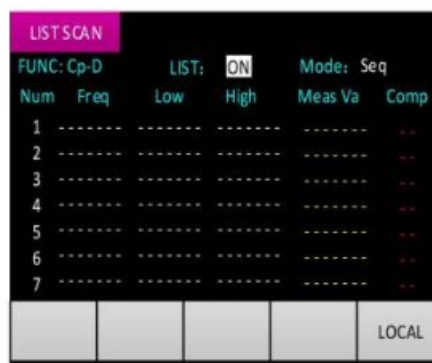 LIST SCAN
FUNC: Cp-D LIST: ON Mode: Seq
Num Freq Low High Meas Va Comp
1 ------- ------- ------- ------- --
2 ------- ------- ------- ------- --
3 ------- ------- ------- ------- --
4 ------- ------- ------- ------- --
5 ------- ------- ------- ------- --
6 ------- ------- ------- ------- --
7 ------- ------- ------- ------- --
LOCAL